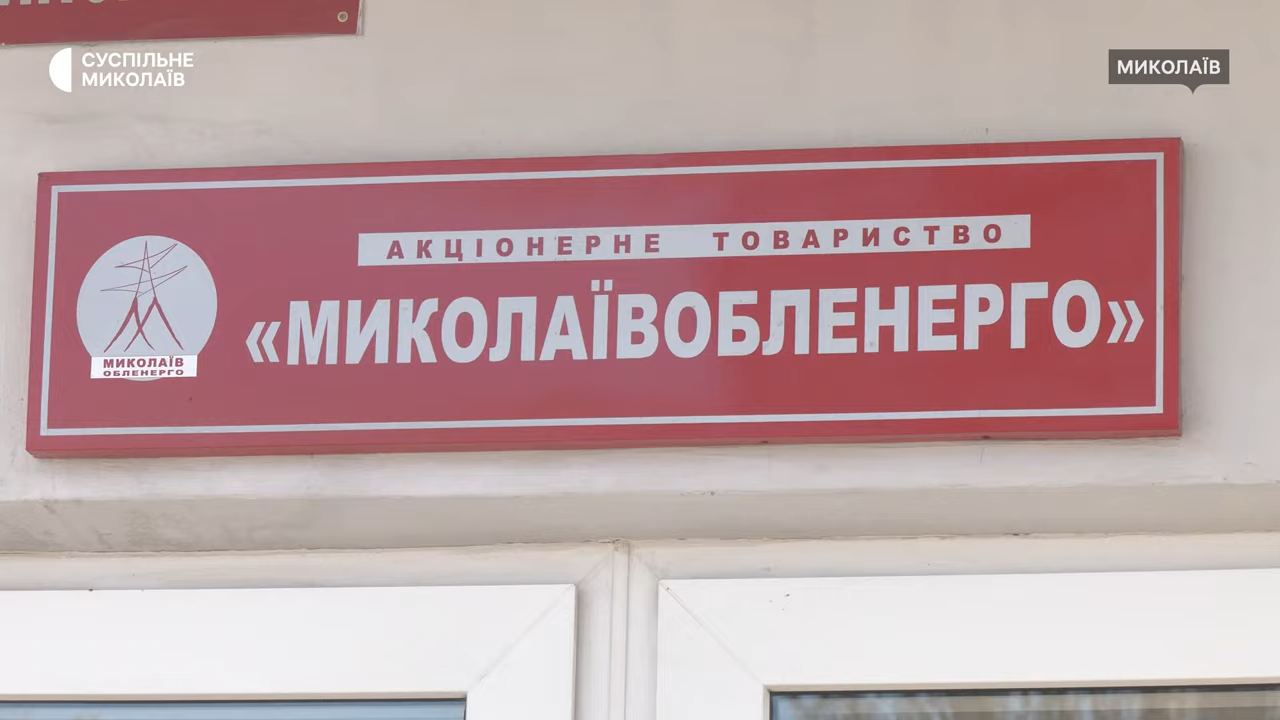 СУСПІЛЬНЕ
МИКОЛАЇВ
МИКОЛАЇВ
АКЦІОНЕРНЕ ТОВАРИСТВО
«МИКОЛАЇВОБЛЕНЕРГО»
МИКОЛАЇВ
ОБЛЕНЕРГО